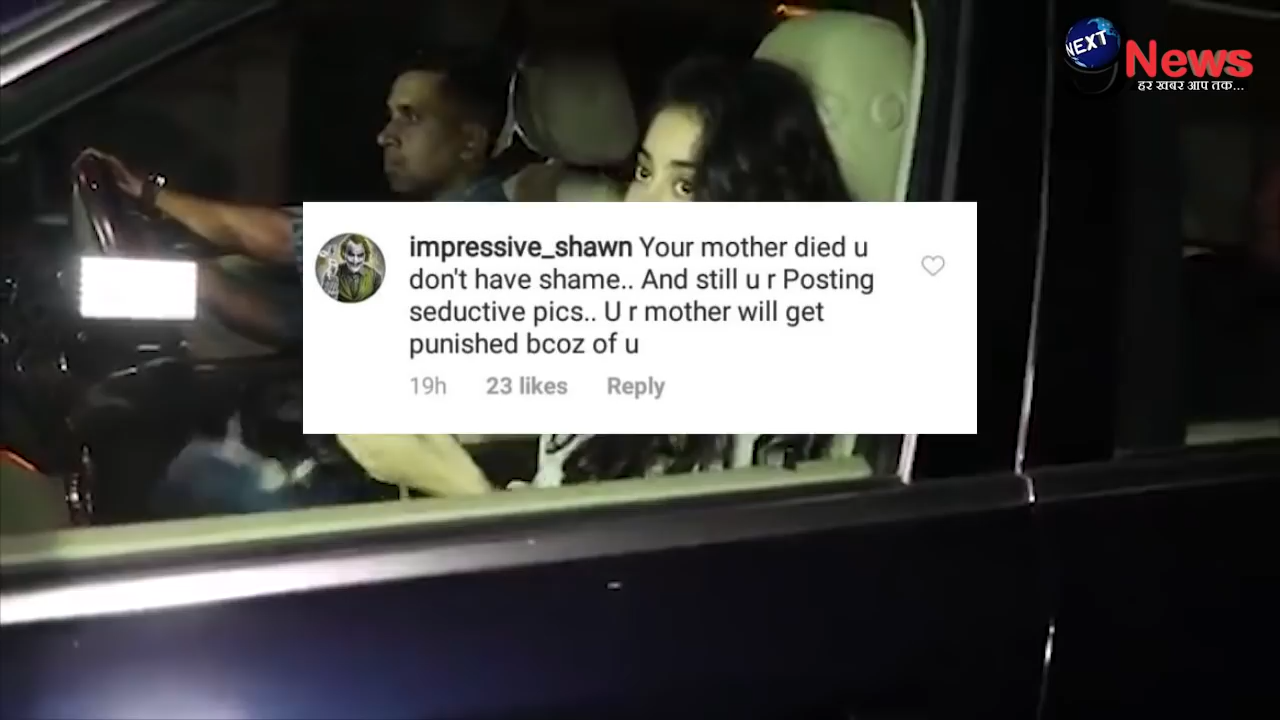 NEXT
News
हर खबर आप तक...
impressive_shawn Your mother died u
don't have shame.. And still u r Posting
seductive pics.. U r mother will get
punished bcoz of u
19h 23 likes Reply